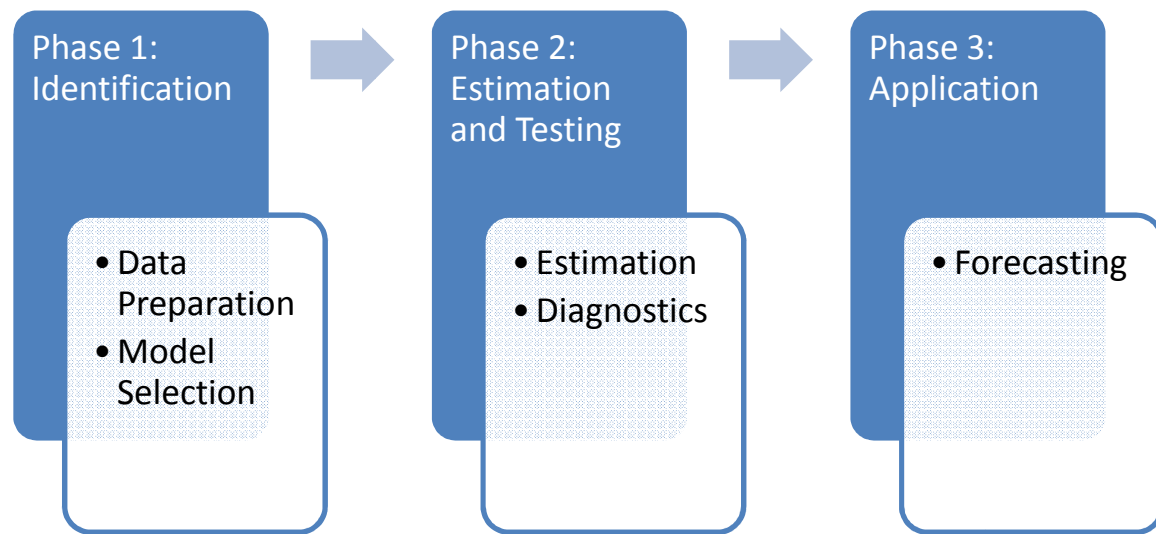 Phase 1:
Identification
• Data
Preparation
• Model
Selection
Phase 2:
Estimation
and Testing
• Estimation
• Diagnostics
Phase 3:
Application
• Forecasting